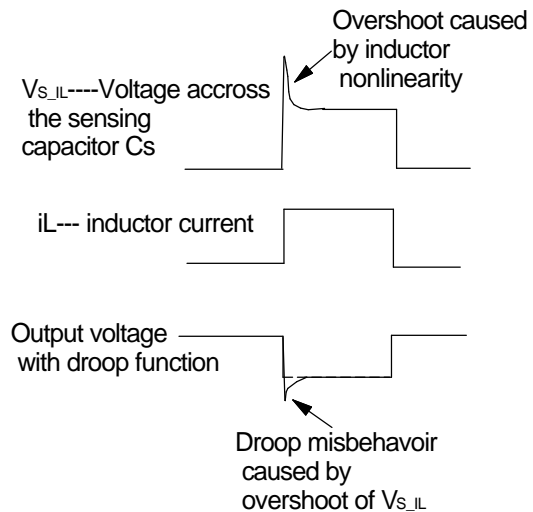 Overshoot caused
by inductor
nonlinearity
VS_IL----Voltage accross
the sensing
capacitor Cs
iL--- inductor current
Output voltage
with droop function
Droop misbehavoir
caused by
overshoot of VS_IL